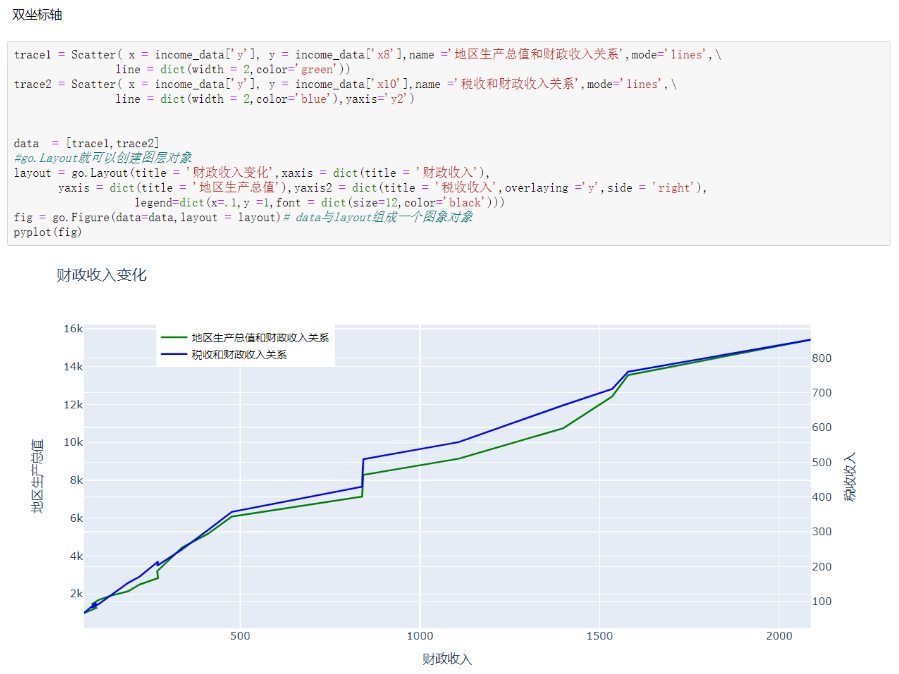 双坐标轴
trace1 = Scatter( x = income_data['y'], y = income_data['x8'],name ='地区生产总值和财政收入关系',mode='lines',\
line = dict(width = 2,color='green'))
trace2 = Scatter( x = income_data['y'], y = income_data['x10'],name ='税收和财政收入关系',mode='lines',\
line = dict(width = 2,color='blue'),yaxis='y2')
data = [trace1,trace2]
#go.Layout就可以创建图层对象
layout = go.Layout(title = '财政收入变化',xaxis = dict(title = '财政收入'),
yaxis = dict(title = '地区生产总值'),yaxis2 = dict(title = '税收收入',overlaying ='y',side = 'right'),
legend=dict(x=.1,y =1,font = dict(size=12,color='black')))
fig = go.Figure(data=data,layout = layout)# data与layout组成一个图象对象
pyplot(fig)
财政收入变化
地区生产总值和财政收入关系
税收和财政收入关系
16k
14k
12k
10k
8k
6k
4k
2k
地区生产总值
800
700
600
500
400
300
200
100
税收收入
500
1000
1500
2000
财政收入